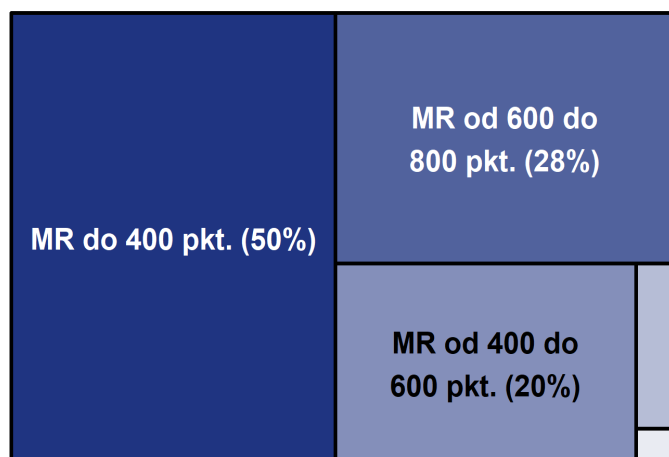 MR do 400 pkt. (50%)
MR od 600 do
800 pkt. (28%)
MR od 400 do
600 pkt. (20%)